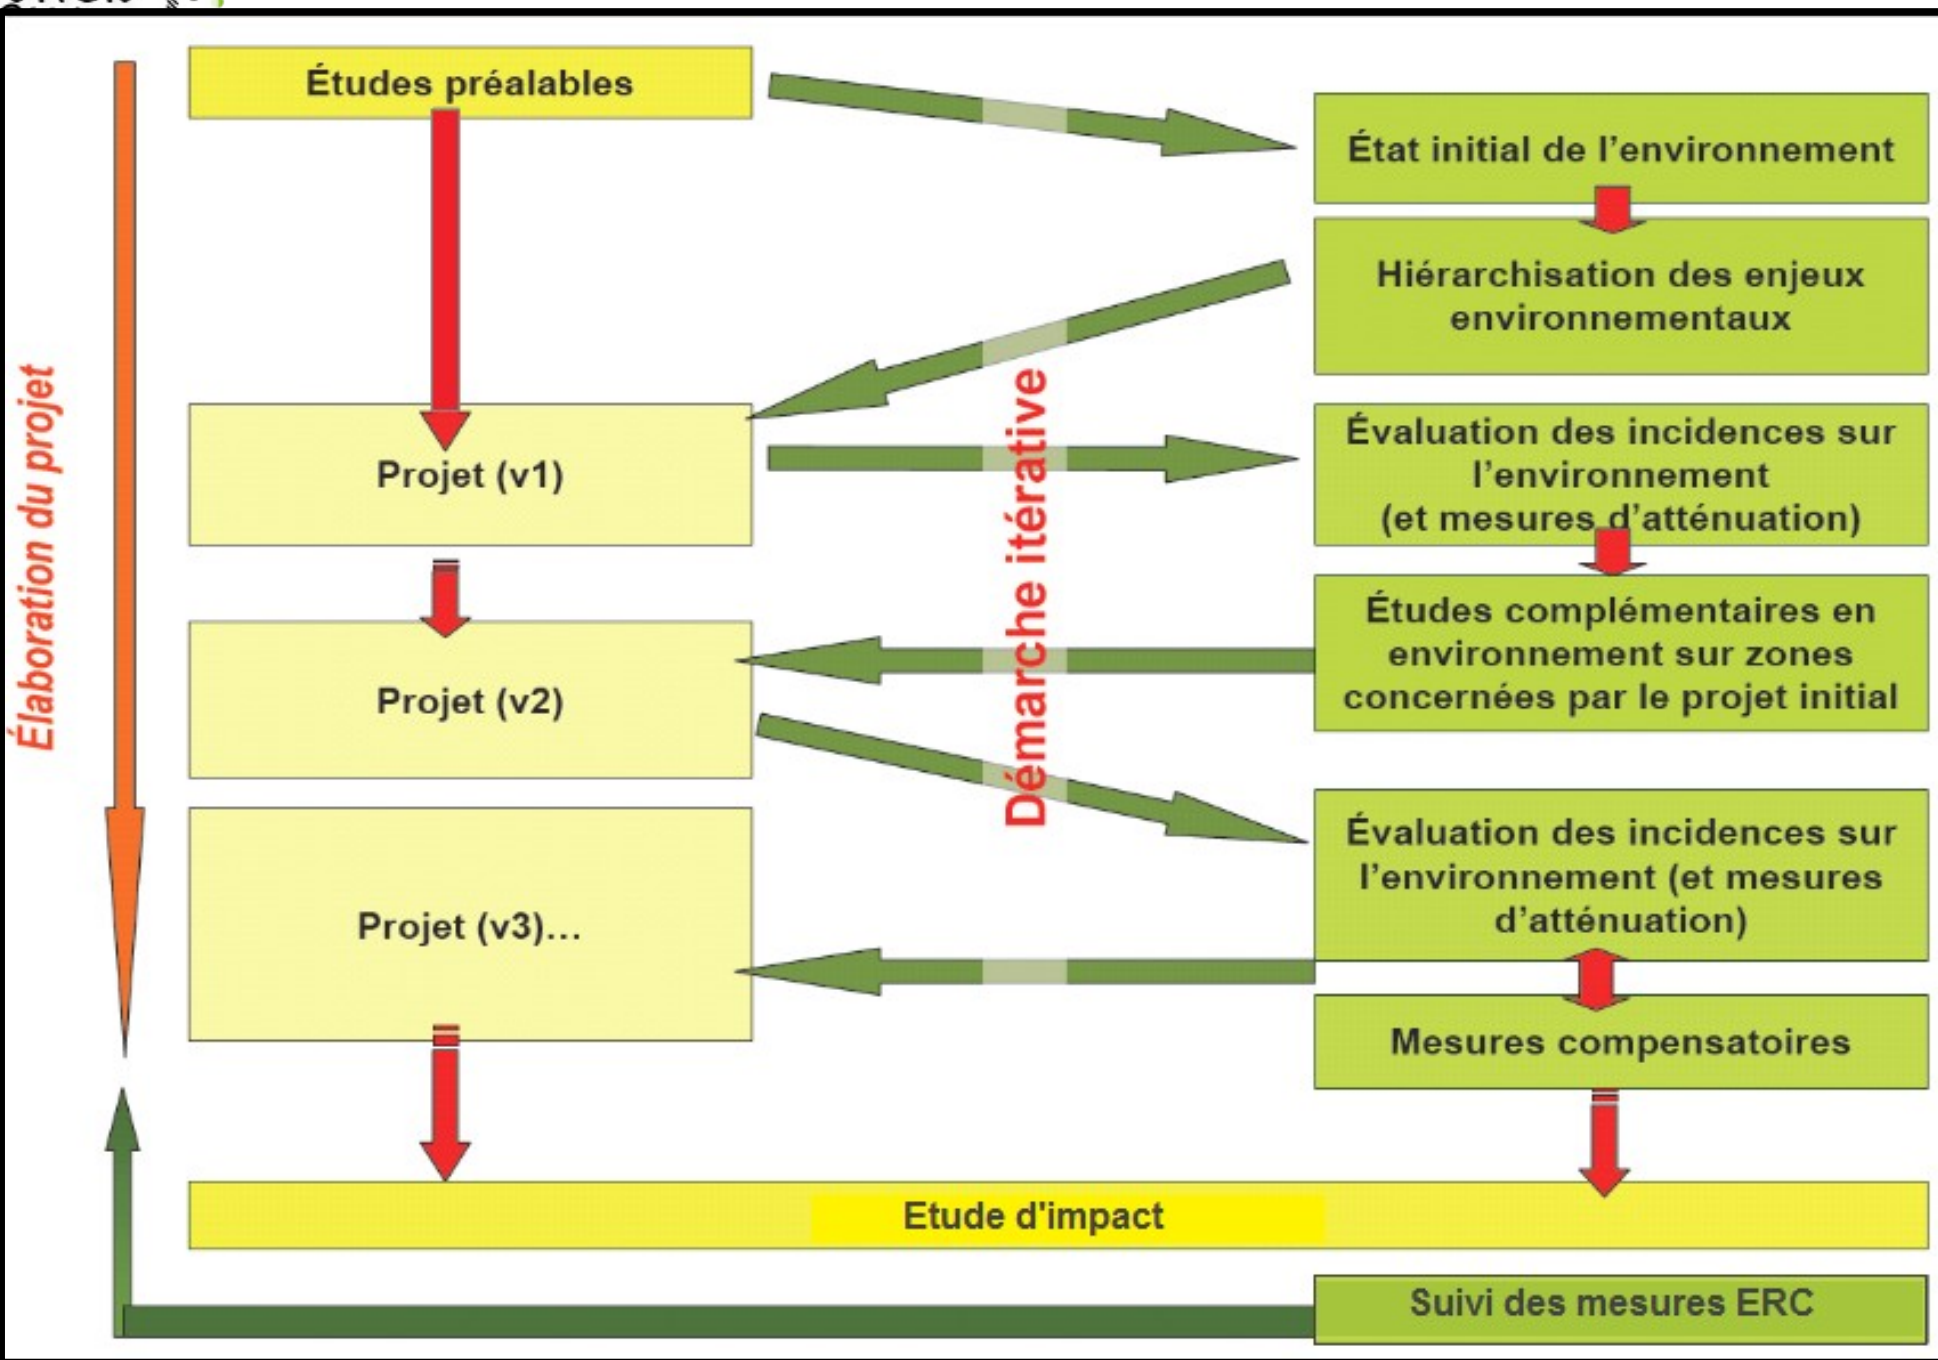 Études préalables
État initial de l'environnement
Hiérarchisation des enjeux
environnementaux
Élaboration du projet
Démarche itérative
Projet (v1)
Évaluation des incidences sur
l'environnement
(et mesures d'atténuation)
Études complémentaires en
environnement sur zones
concernées par le projet initial
Projet (v2)
Évaluation des incidences sur
l'environnement (et mesures
d'atténuation)
Projet (v3)...
Mesures compensatoires
Etude d'impact
Suivi des mesures ERC